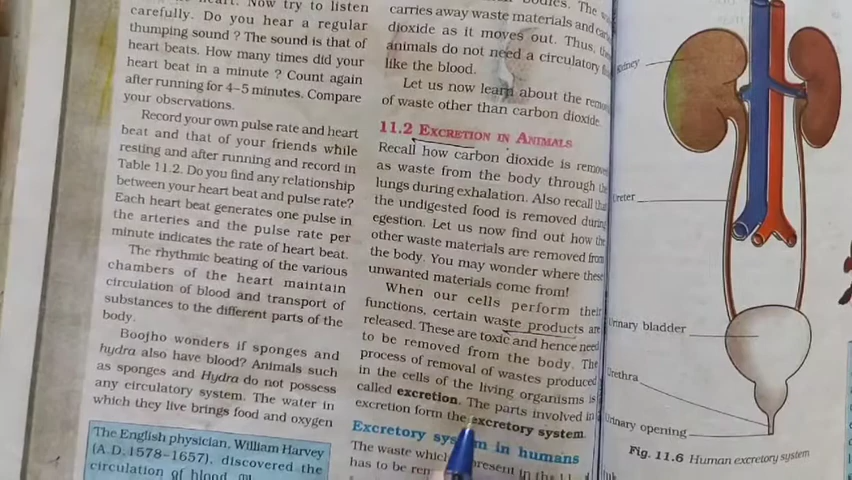 heart. Now try to listen
carefully. Do you hear a regular
thumping sound ? The sound is that of
heart beats. How many times did your
heart beat in a minute ? Count again
after running for 4–5 minutes. Compare
your observations.
Record your own pulse rate and heart
beat and that of your friends while
resting and after running and record in
Table 11.2. Do you find any relationship
between your heart beat and pulse rate?
Each heart beat generates one pulse in
the arteries and the pulse rate per
minute indicates the rate of heart beat.
The rhythmic beating of the various
chambers of the heart maintain
circulation of blood and transport of
substances to the different parts of the
body.
Boojho wonders if sponges and
hydra also have blood? Animals such
as sponges and Hydra do not possess
any circulatory system. The water in
which they live brings food and oxygen
The English physician, William Harvey
(A.D. 1578–1657), discovered the
circulation of
bodies. The
carries away waste materials and
dioxide as it moves out. Thus,
animals do not need a circulatory
like the blood.
Let us now learn about the
of waste other than carbon dioxide.
11.2 EXCRETION IN ANIMALS
Recall how carbon dioxide is
as waste from the body through
lungs during exhalation. Also recall
the undigested food is removed during
egestion. Let us now find out how
other waste materials are removed from
the body. You may wonder where these
unwanted materials come from!
When our cells perform their
functions, certain waste products are
released. These are toxic and hence need
to be removed from the body. The
process of removal of wastes produced
in the cells of the living organisms is
called excretion. The parts involved in
excretion form the excretory system.
Excretory in humans
The waste present in the
has to be
Ureter
Urinary bladder
Urethra
Urinary opening
Fig. 11.6 Human excretory system